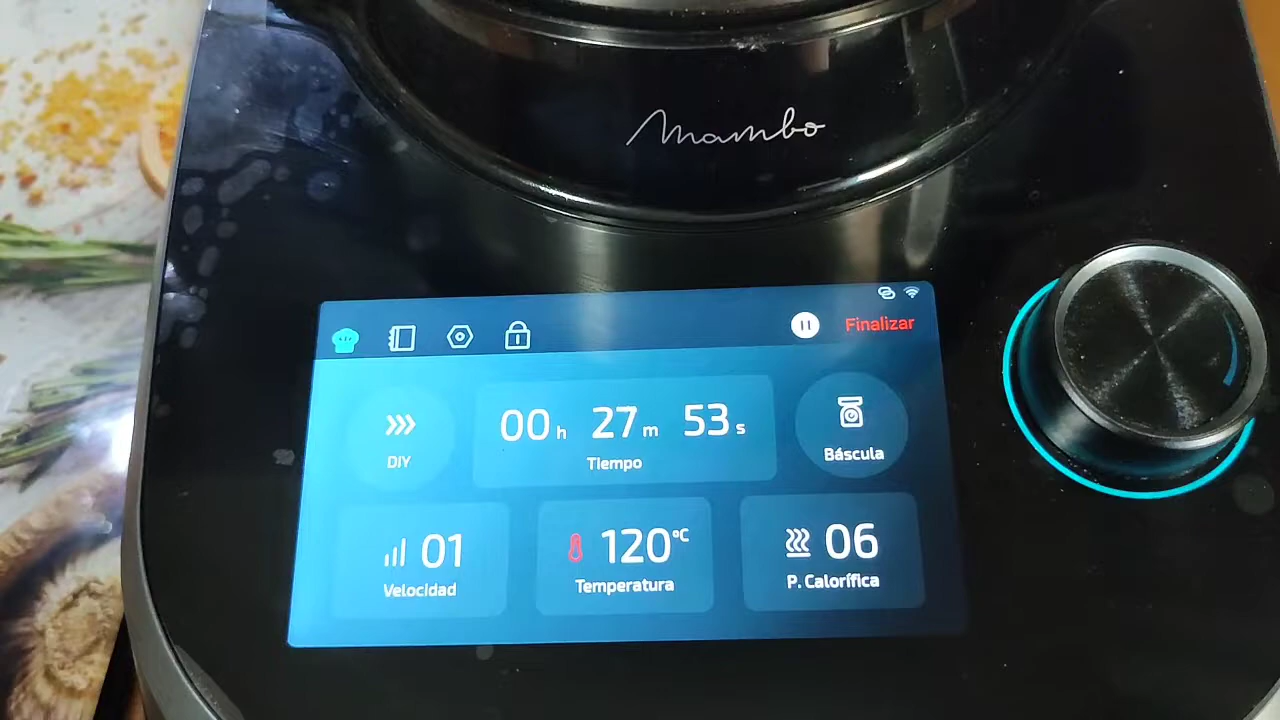 Mambo
Finalizar
DIY
00 h 27 m 53 s
Tiempo
Báscula
01
Velocidad
120 °C
Temperatura
06
P. Calorífica